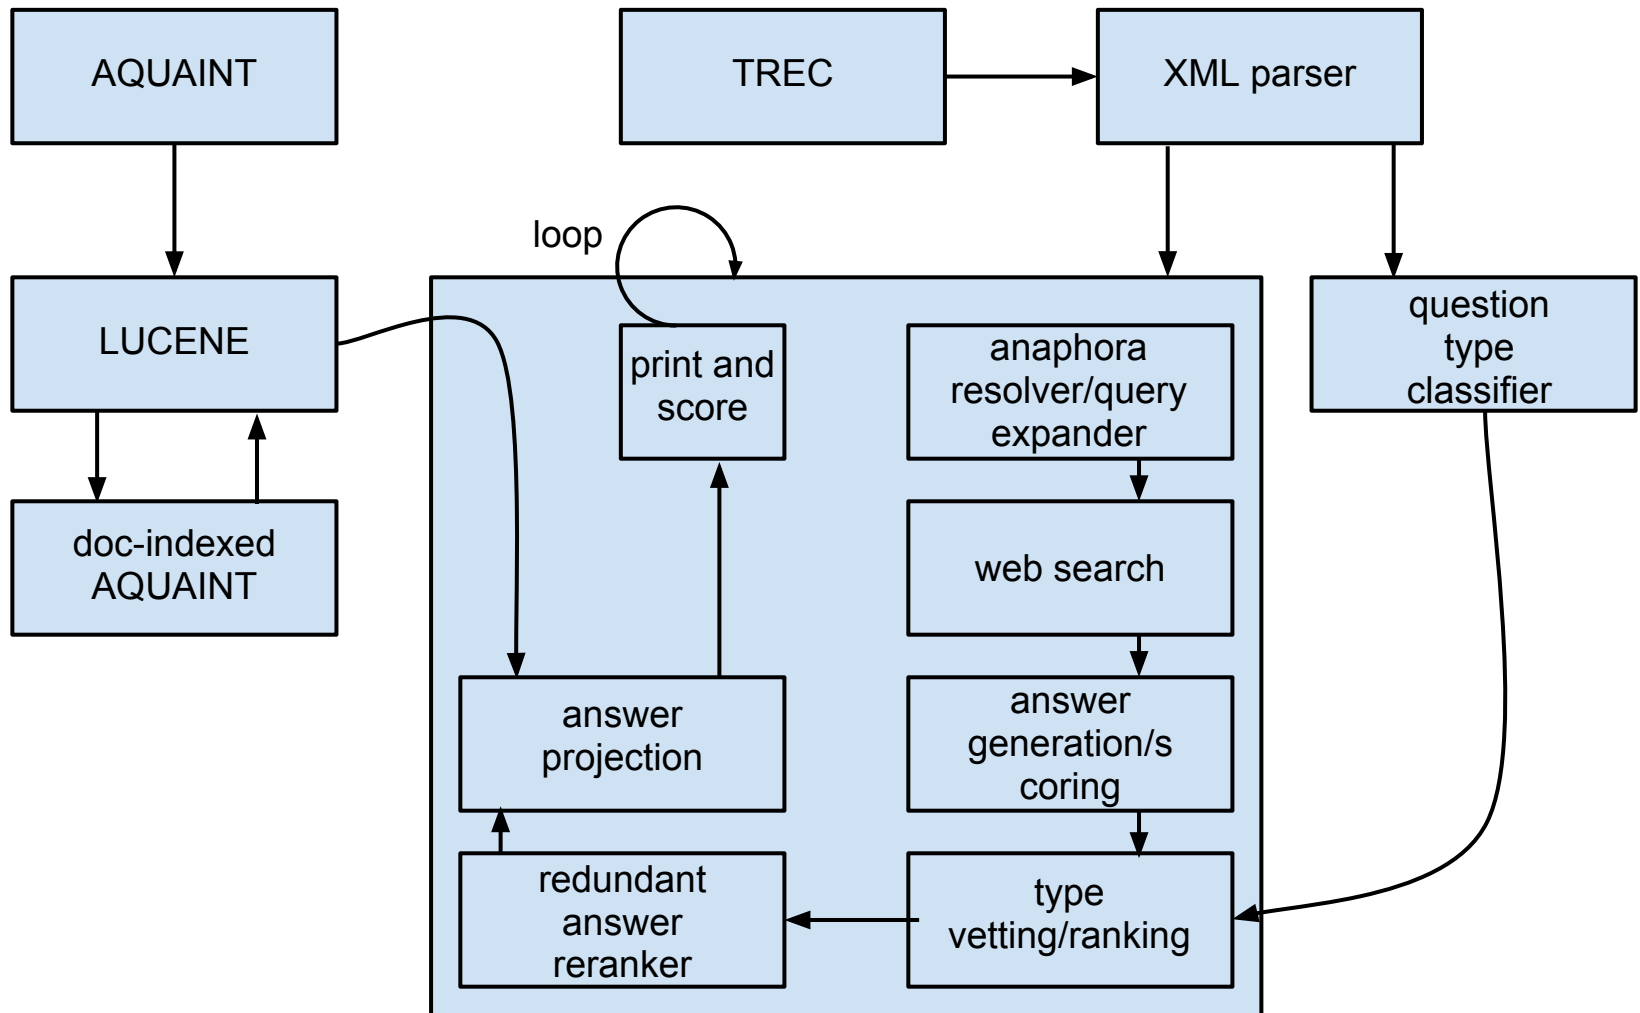 AQUAINT
TREC
XML parser
loop
LUCENE
print and
score
anaphora
resolver/query
expander
question
type
classifier
doc-indexed
AQUAINT
web search
answer
projection
answer
generation/s
coring
redundant
answer
reranker
type
vetting/ranking